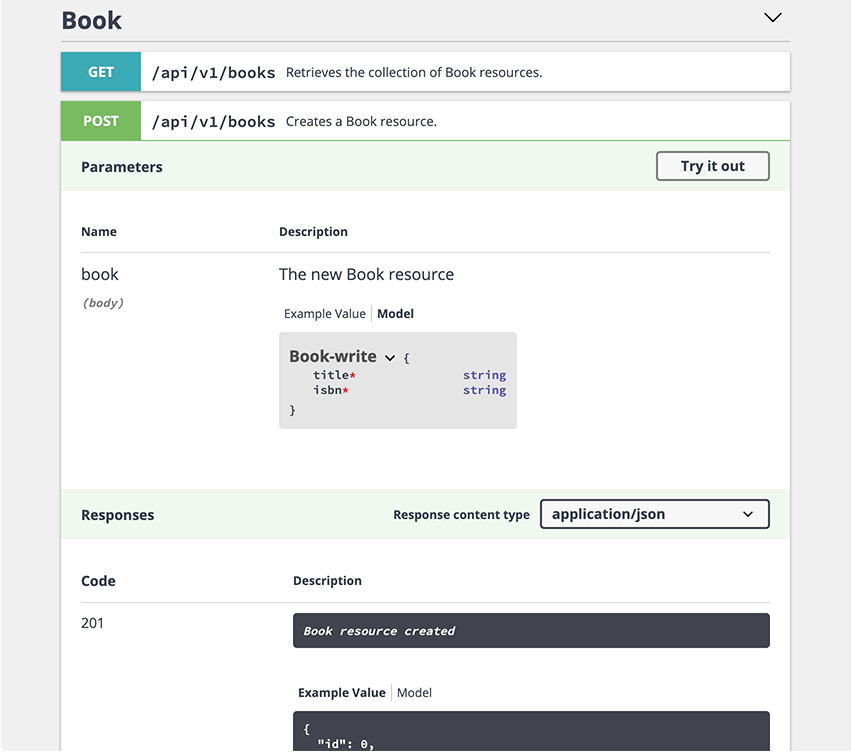 Book
GET /api/v1/books Retrieves the collection of Book resources.
POST /api/v1/books Creates a Book resource.
Parameters Try it out
Name Description
book The new Book resource
(body)
Example Value Model
Book-write {
title* string
isbn* string
}
Responses Response content type application/json
Code Description
201 Book resource created
Example Value Model
{
"id": 0,